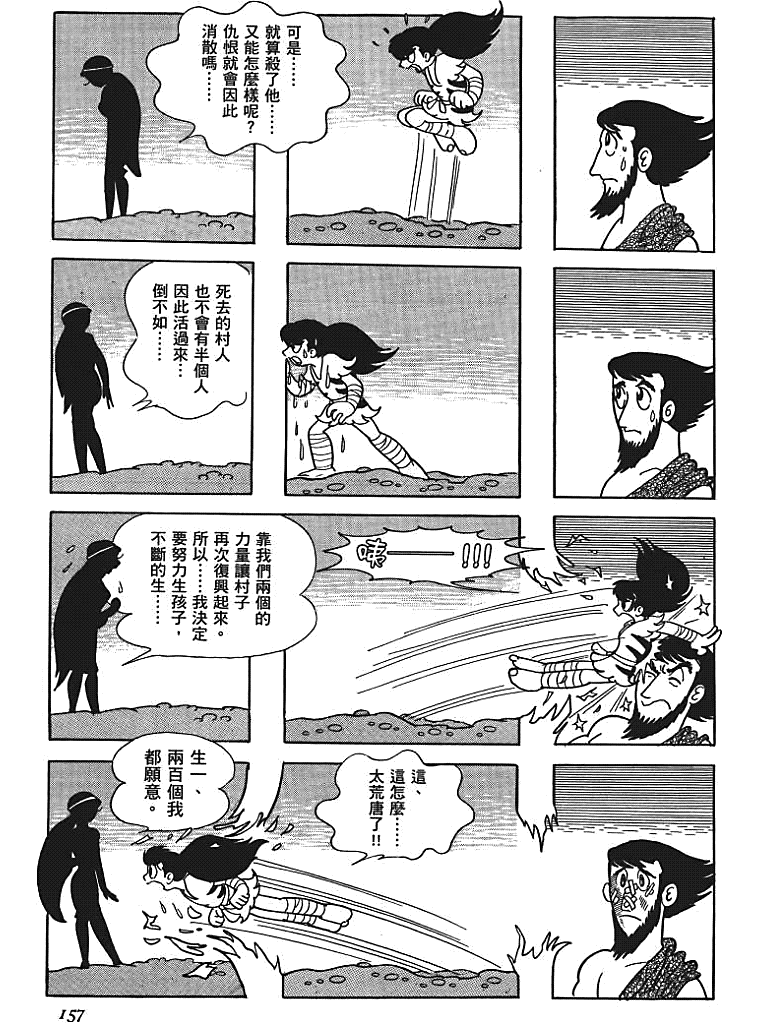 可是……
就算殺了他……
又能怎麼樣呢？
仇恨就會因此
消散嗎……
死去的村人
也不會有半個人
因此活過來…
倒不如……
靠我們兩個的
力量讓村子
再次復興起來。
所以……我決定
要努力生孩子，
不斷的生……
咦——!!!
生一、
兩百個我
都願意。
這、
這怎麼……
太荒唐了!!
157